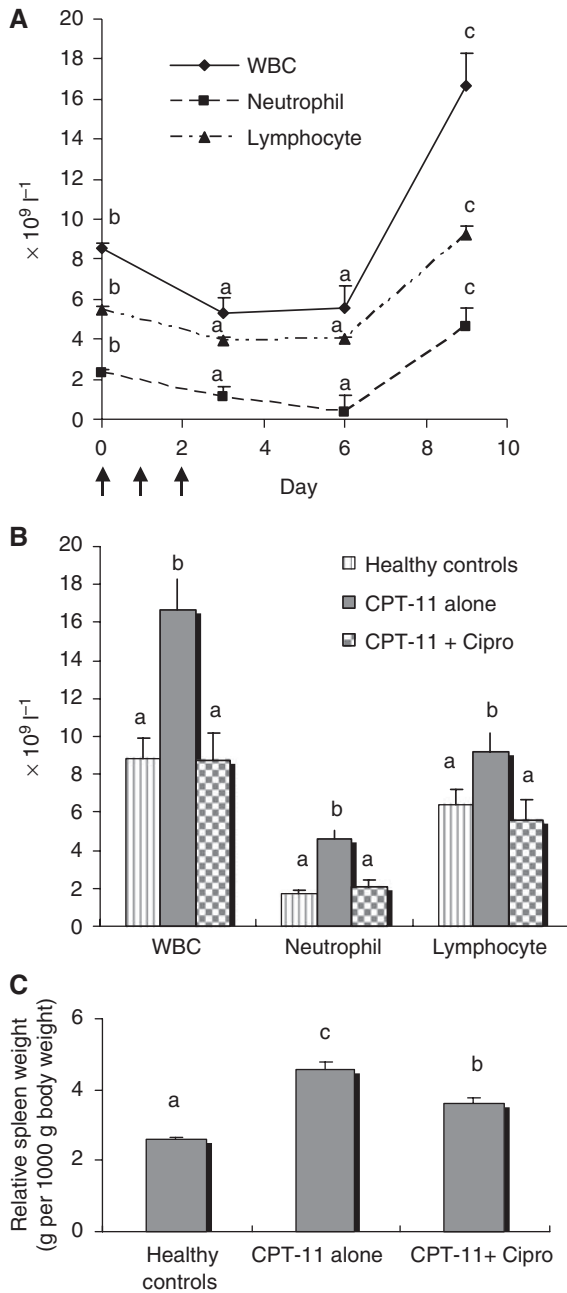 A
20
18
16
14
12
10
8
6
4
2
0
× 10⁹ l⁻¹
WBC
Neutrophil
Lymphocyte
b
b
b
a
a
a
a
a
a
c
c
c
0 2 4 6 8 10
Day
B
20
18
16
14
12
10
8
6
4
2
0
× 10⁹ l⁻¹
Healthy controls
CPT-11 alone
CPT-11 + Cipro
a b a
a b a
a b a
WBC Neutrophil Lymphocyte
C
Relative spleen weight
(g per 1000 g body weight)
6
4
2
0
a c b
Healthy
controls
CPT-11 alone
CPT-11+ Cipro